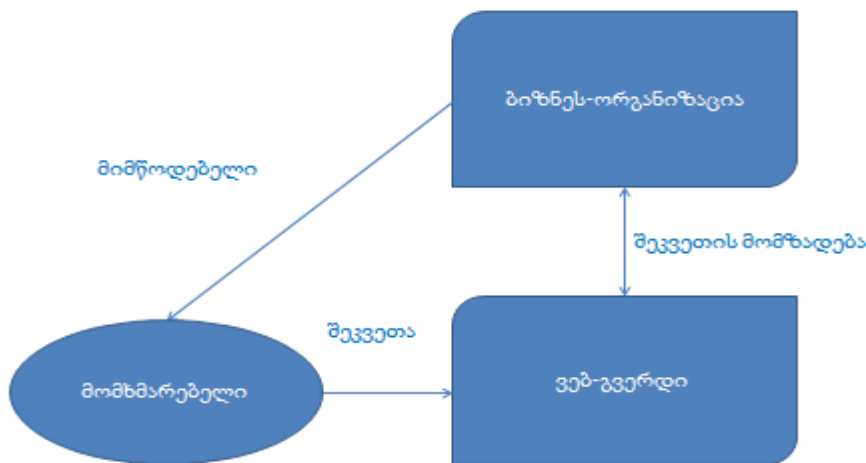 ბიზნეს-ორგანიზაცია
მიმწოდებელი
შეკვეთის მომზადება
შეკვეთა
მომხმარებელი
ვებ-გვერდი